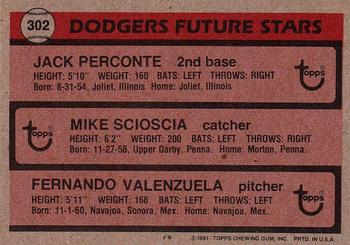 302
DODGERS FUTURE STARS
JACK PERCONTE 2nd base
HEIGHT: 5'10" WEIGHT: 160 BATS: LEFT THROWS: RIGHT
Born: 8-31-54, Joliet, Illinois Home: Joliet, Illinois
Topps
Topps
MIKE SCIOSCIA catcher
HEIGHT: 6'2" WEIGHT: 200 BATS: LEFT THROWS: RIGHT
Born: 11-27-58, Upper Darby, Penna. Home: Morton, Penna.
FERNANDO VALENZUELA pitcher
HEIGHT: 5'11" WEIGHT: 168 BATS: LEFT THROWS: LEFT
Born: 11-1-60, Navajoa, Sonora, Mex. Home: Navajoa, Mex.
Topps
F* © 1981 TOPPS CHEWING GUM, INC. PRTD. IN U.S.A.